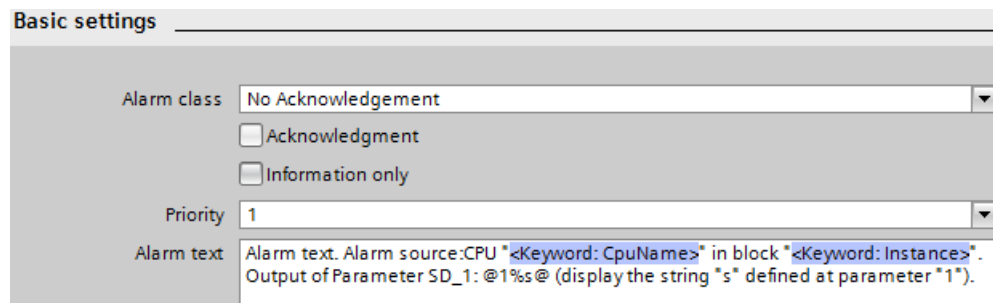 Basic settings
Alarm class No Acknowledgement
Acknowledgment
Information only
Priority 1
Alarm text Alarm text. Alarm source:CPU "<Keyword: CpuName>" in block "<Keyword: Instance>".
Output of Parameter SD_1: @1%s@ (display the string "s" defined at parameter "1").